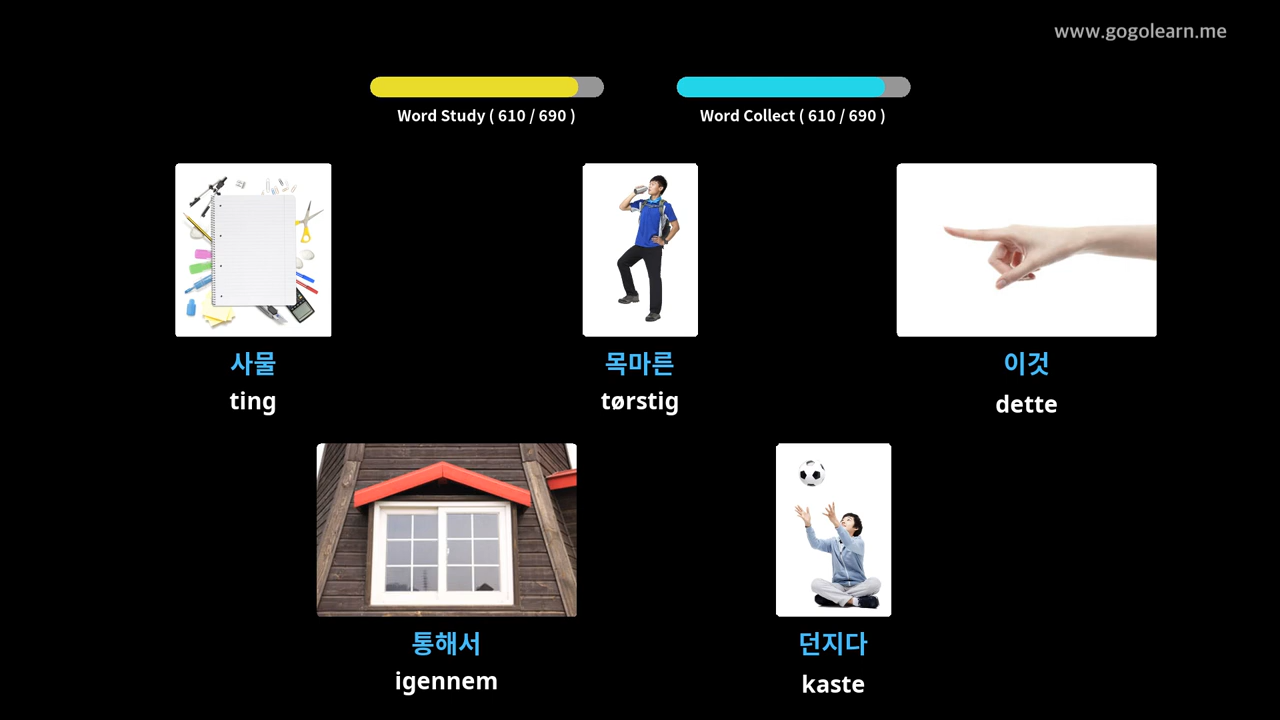 www.gogolearn.me
Word Study ( 610 / 690 )
Word Collect ( 610 / 690 )
사물
ting
목마른
tørstig
이것
dette
통해서
igennem
던지다
kaste